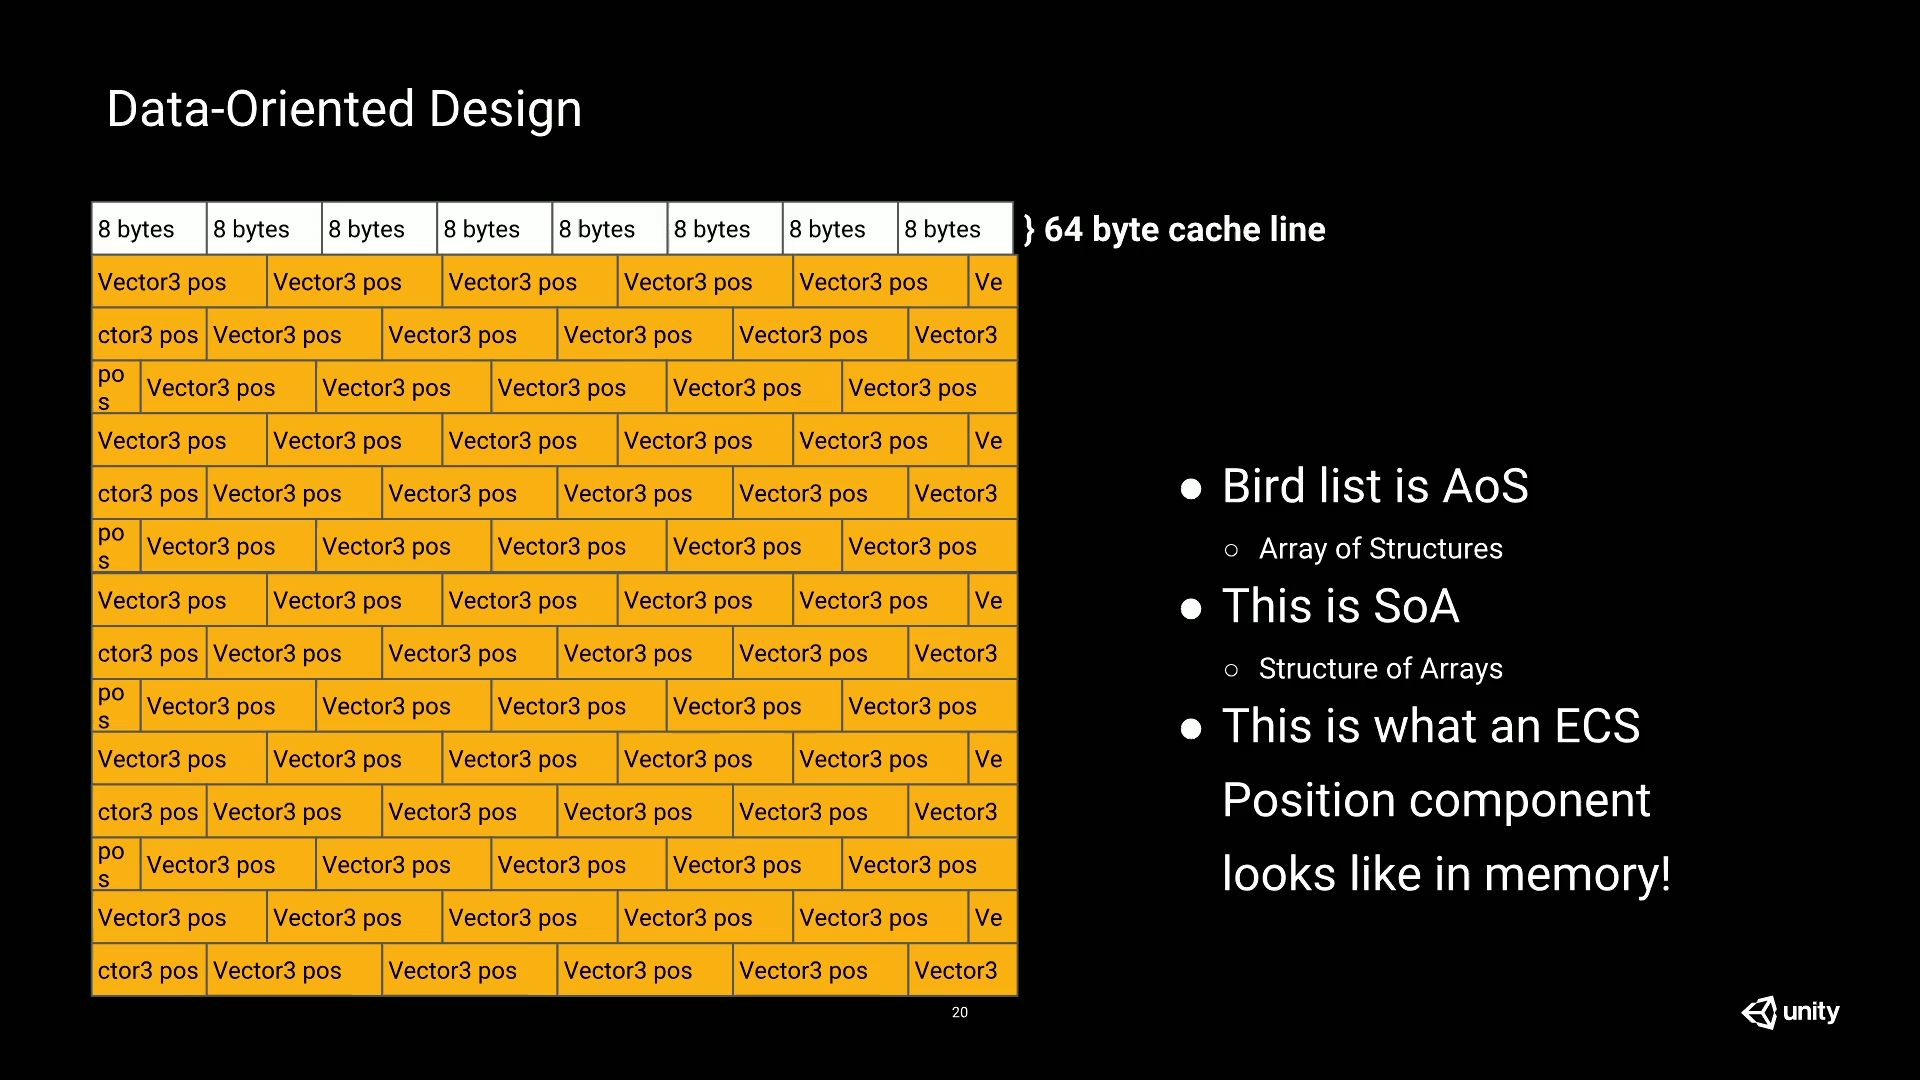 Data-Oriented Design
8 bytes 8 bytes 8 bytes 8 bytes 8 bytes 8 bytes 8 bytes 8 bytes } 64 byte cache line
Vector3 pos Vector3 pos Vector3 pos Vector3 pos Vector3 pos Ve
ctor3 pos Vector3 pos Vector3 pos Vector3 pos Vector3 pos Vector3
po
s Vector3 pos Vector3 pos Vector3 pos Vector3 pos Vector3 pos
Vector3 pos Vector3 pos Vector3 pos Vector3 pos Vector3 pos Ve
ctor3 pos Vector3 pos Vector3 pos Vector3 pos Vector3 pos Vector3
po
s Vector3 pos Vector3 pos Vector3 pos Vector3 pos Vector3 pos
Vector3 pos Vector3 pos Vector3 pos Vector3 pos Vector3 pos Ve
ctor3 pos Vector3 pos Vector3 pos Vector3 pos Vector3 pos Vector3
po
s Vector3 pos Vector3 pos Vector3 pos Vector3 pos Vector3 pos
Vector3 pos Vector3 pos Vector3 pos Vector3 pos Vector3 pos Ve
ctor3 pos Vector3 pos Vector3 pos Vector3 pos Vector3 pos Vector3
po
s Vector3 pos Vector3 pos Vector3 pos Vector3 pos Vector3 pos
Vector3 pos Vector3 pos Vector3 pos Vector3 pos Vector3 pos Ve
ctor3 pos Vector3 pos Vector3 pos Vector3 pos Vector3 pos Vector3
● Bird list is AoS
○ Array of Structures
● This is SoA
○ Structure of Arrays
● This is what an ECS
Position component
looks like in memory!
20
unity